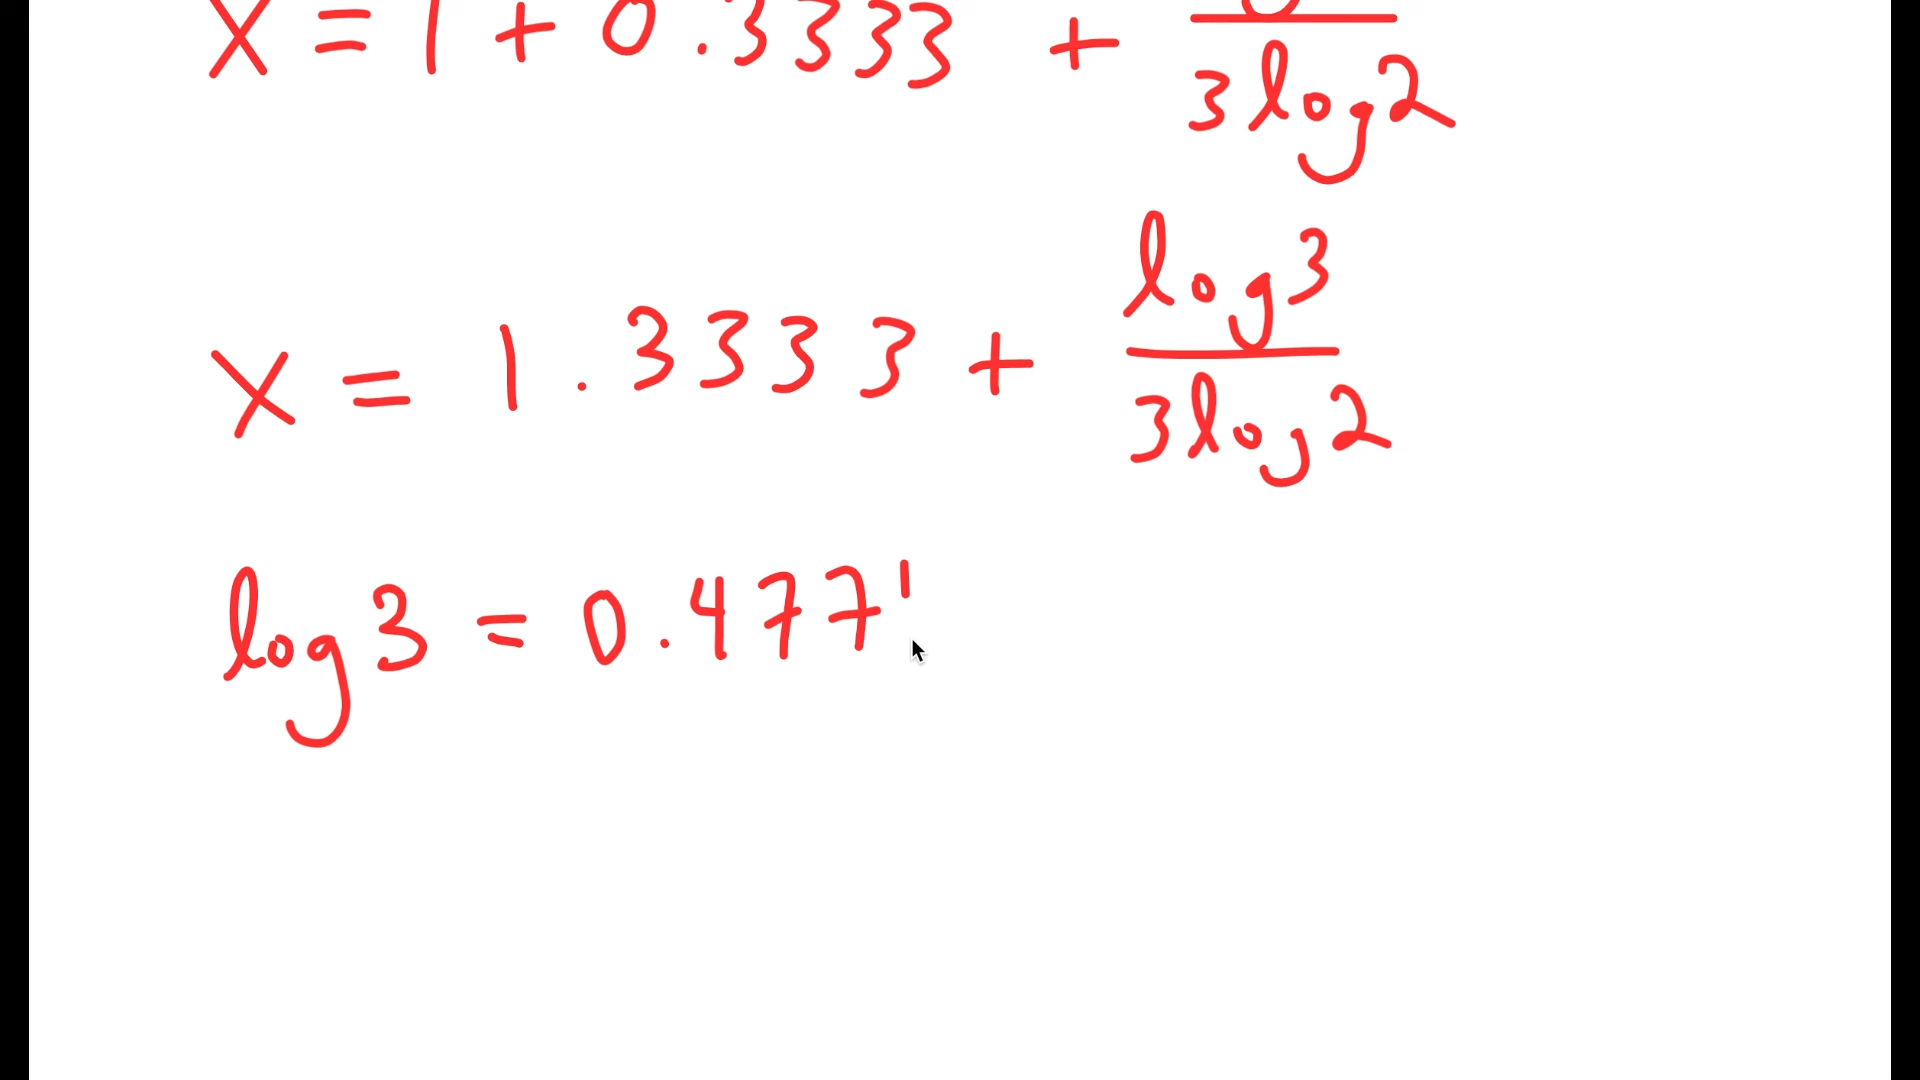 x = 1 + 0.3333 + / 3log2
x = 1.3333 + log3 / 3log2
log3 = 0.4771